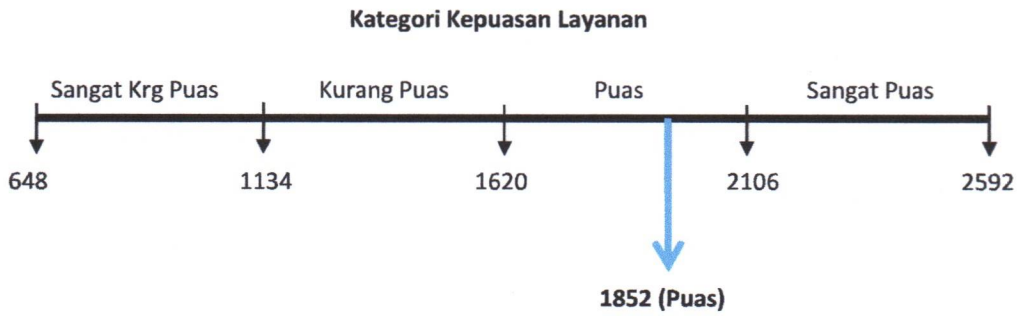 Kategori Kepuasan Layanan
Sangat Krg Puas Kurang Puas Puas Sangat Puas
648 1134 1620 2106 2592
1852 (Puas)